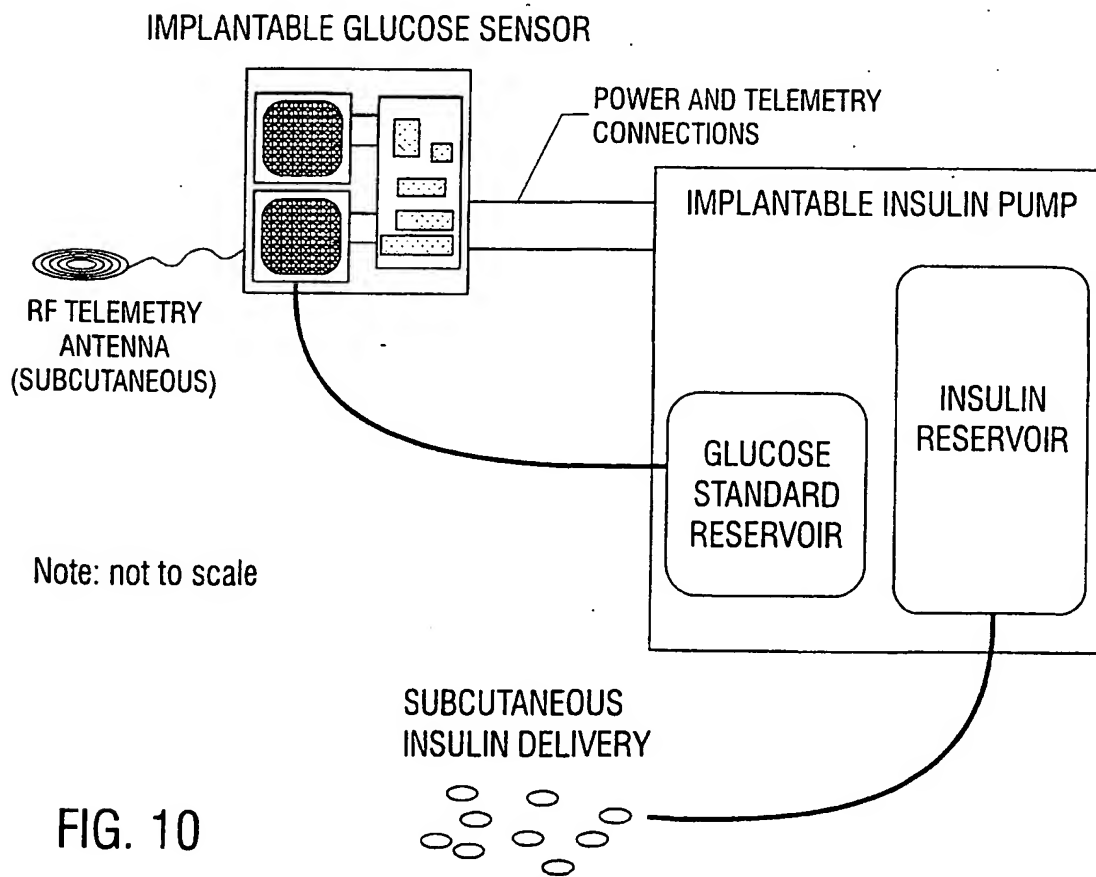 IMPLANTABLE GLUCOSE SENSOR
POWER AND TELEMETRY
CONNECTIONS
IMPLANTABLE INSULIN PUMP
RF TELEMETRY
ANTENNA
(SUBCUTANEOUS)
INSULIN
RESERVOIR
GLUCOSE
STANDARD
RESERVOIR
Note: not to scale
SUBCUTANEOUS
INSULIN DELIVERY
FIG. 10